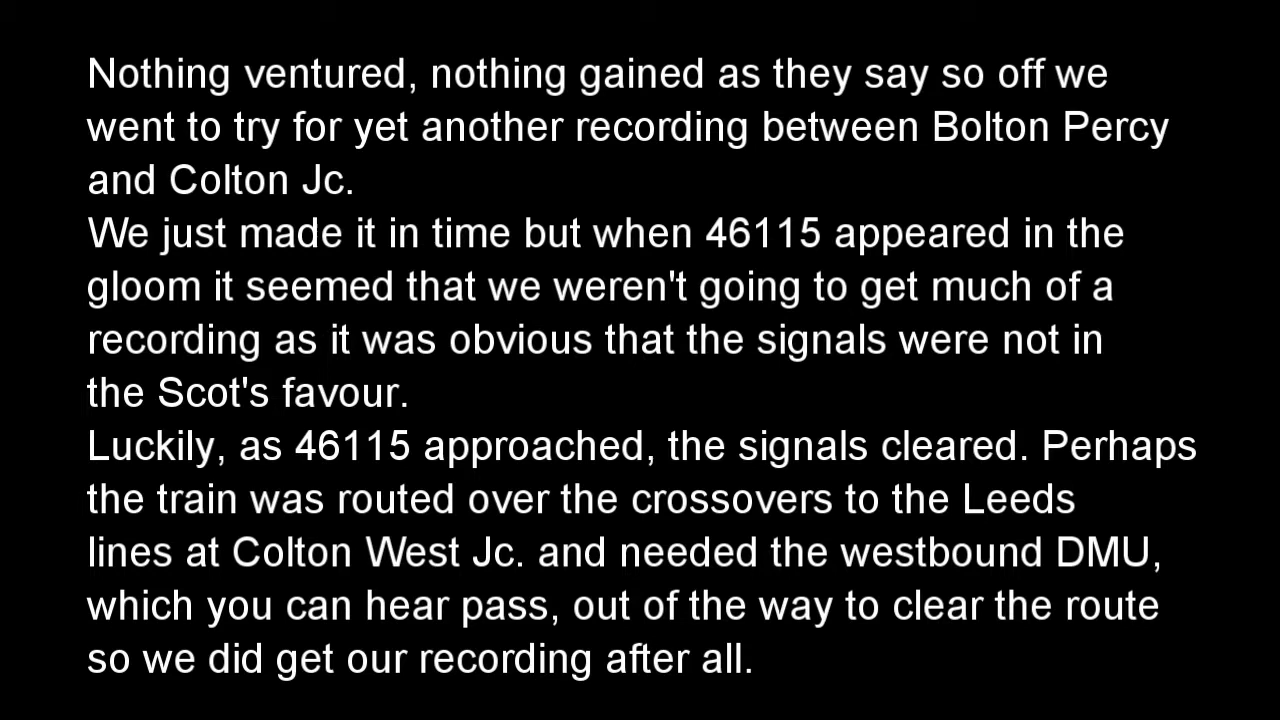 Nothing ventured, nothing gained as they say so off we
went to try for yet another recording between Bolton Percy
and Colton Jc.
We just made it in time but when 46115 appeared in the
gloom it seemed that we weren't going to get much of a
recording as it was obvious that the signals were not in
the Scot's favour.
Luckily, as 46115 approached, the signals cleared. Perhaps
the train was routed over the crossovers to the Leeds
lines at Colton West Jc. and needed the westbound DMU,
which you can hear pass, out of the way to clear the route
so we did get our recording after all.